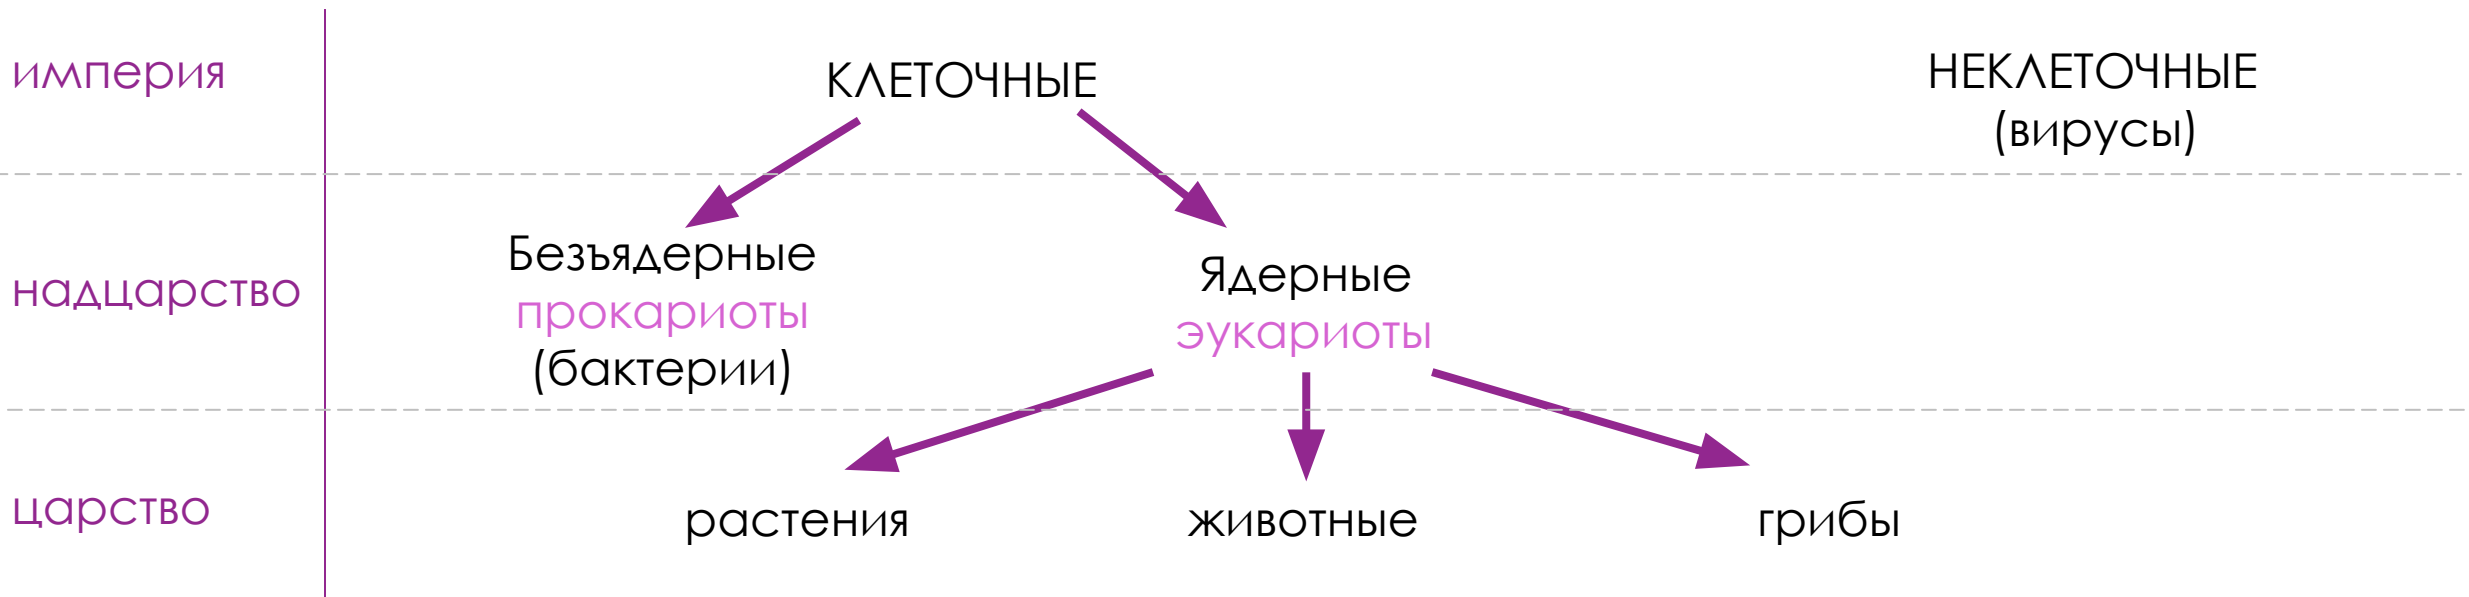 империя
КЛЕТОЧНЫЕ
НЕКЛЕТОЧНЫЕ
(вирусы)
надцарство
Безъядерные
прокариоты
(бактерии)
Ядерные
эукариоты
царство
растения
животные
грибы